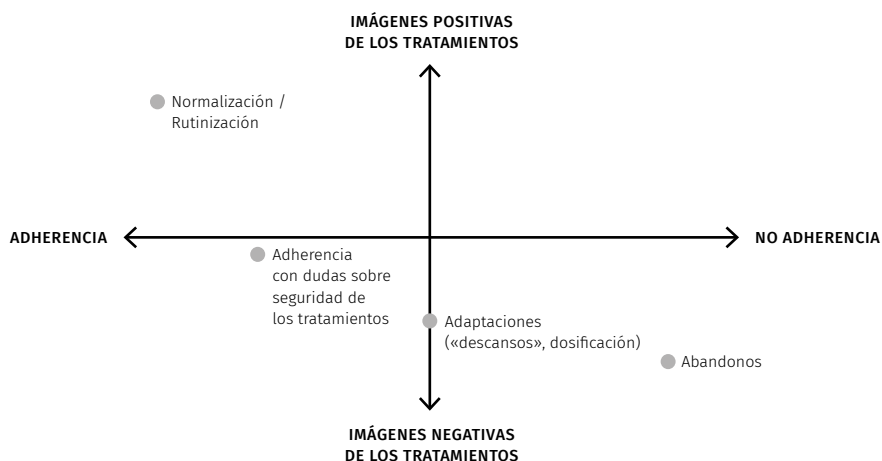 IMÁGENES POSITIVAS
DE LOS TRATAMIENTOS
Normalización /
Rutinización
ADHERENCIA
NO ADHERENCIA
Adherencia
con dudas sobre
seguridad de
los tratamientos
Adaptaciones
(«descansos», dosificación)
Abandonos
IMÁGENES NEGATIVAS
DE LOS TRATAMIENTOS